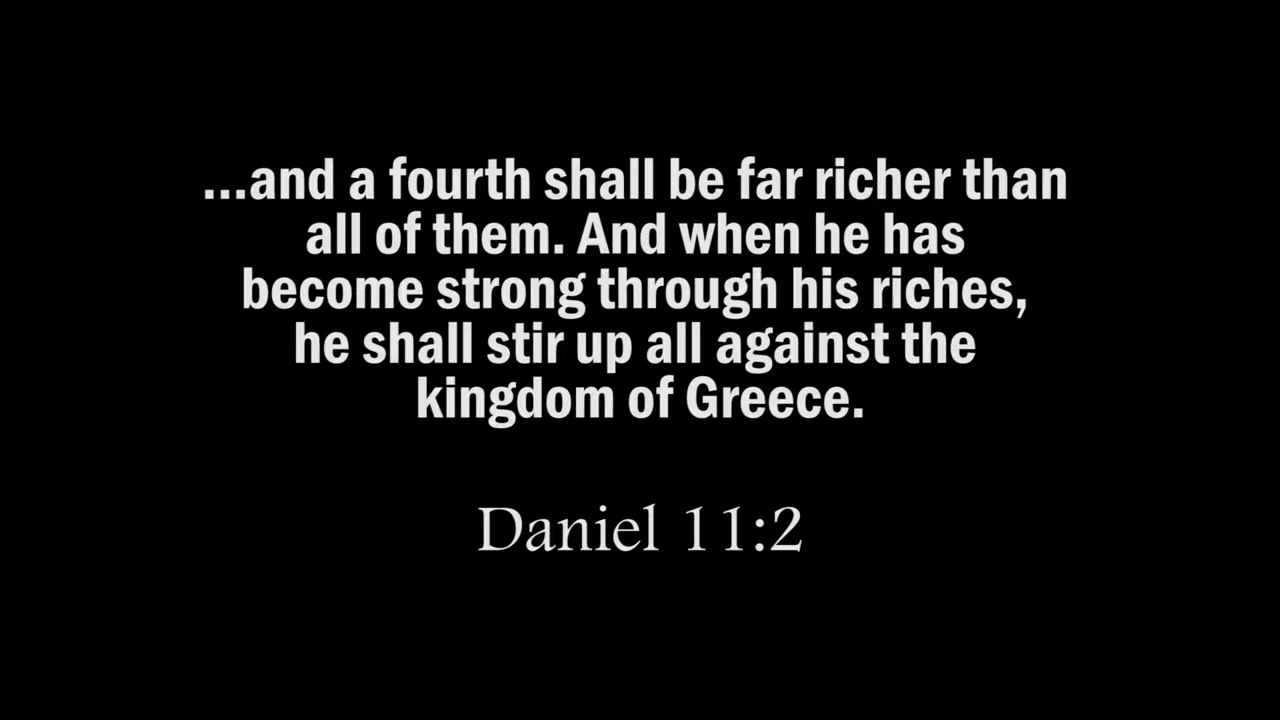 ...and a fourth shall be far richer than
all of them. And when he has
become strong through his riches,
he shall stir up all against the
kingdom of Greece.
Daniel 11:2